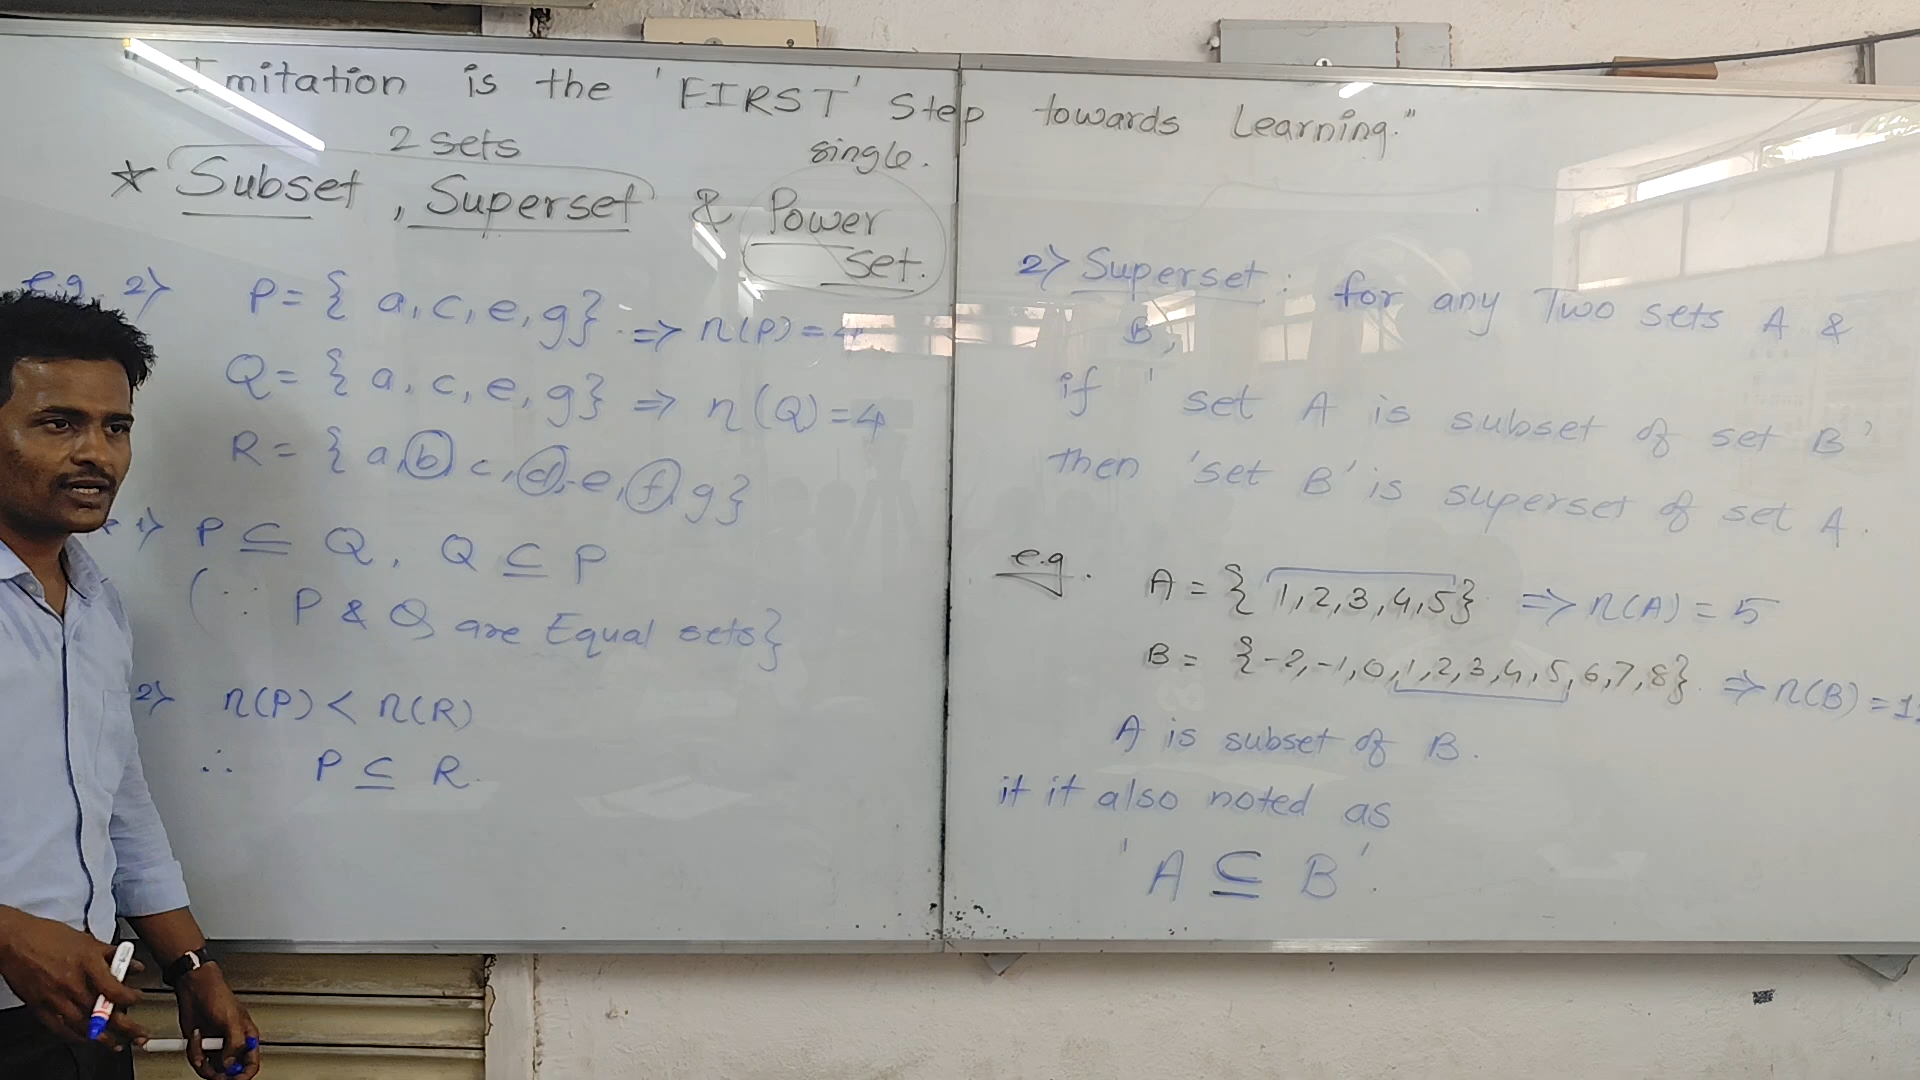 "Imitation is the 'FIRST' Step towards Learning."
2 sets single.
* Subset, Superset & Power
set.
e.g. 2) P = { a, c, e, g} ⇒ n(P) = 4
Q = { a, c, e, g} ⇒ n(Q) = 4
R = { a, b, c, d, e, f, g}
1) P ⊆ Q, Q ⊆ P
(∵ P & Q are Equal sets}
2) n(P) < n(R)
∴ P ⊆ R.
2) Superset : for any Two sets A &
B,
if 'set A is subset of set B'
then 'set B' is superset of set A.
e.g. A = { 1,2,3,4,5} ⇒ n(A) = 5
B = {-2,-1,0,1,2,3,4,5,6,7,8} ⇒ n(B) = 1
A is subset of B.
it it also noted as
'A ⊆ B'.